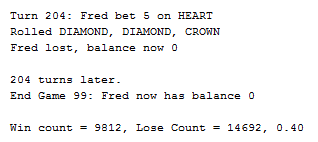 Turn 204: Fred bet 5 on HEART
Rolled DIAMOND, DIAMOND, CROWN
Fred lost, balance now 0
204 turns later.
End Game 99: Fred now has balance 0
Win count = 9812, Lose Count = 14692, 0.40